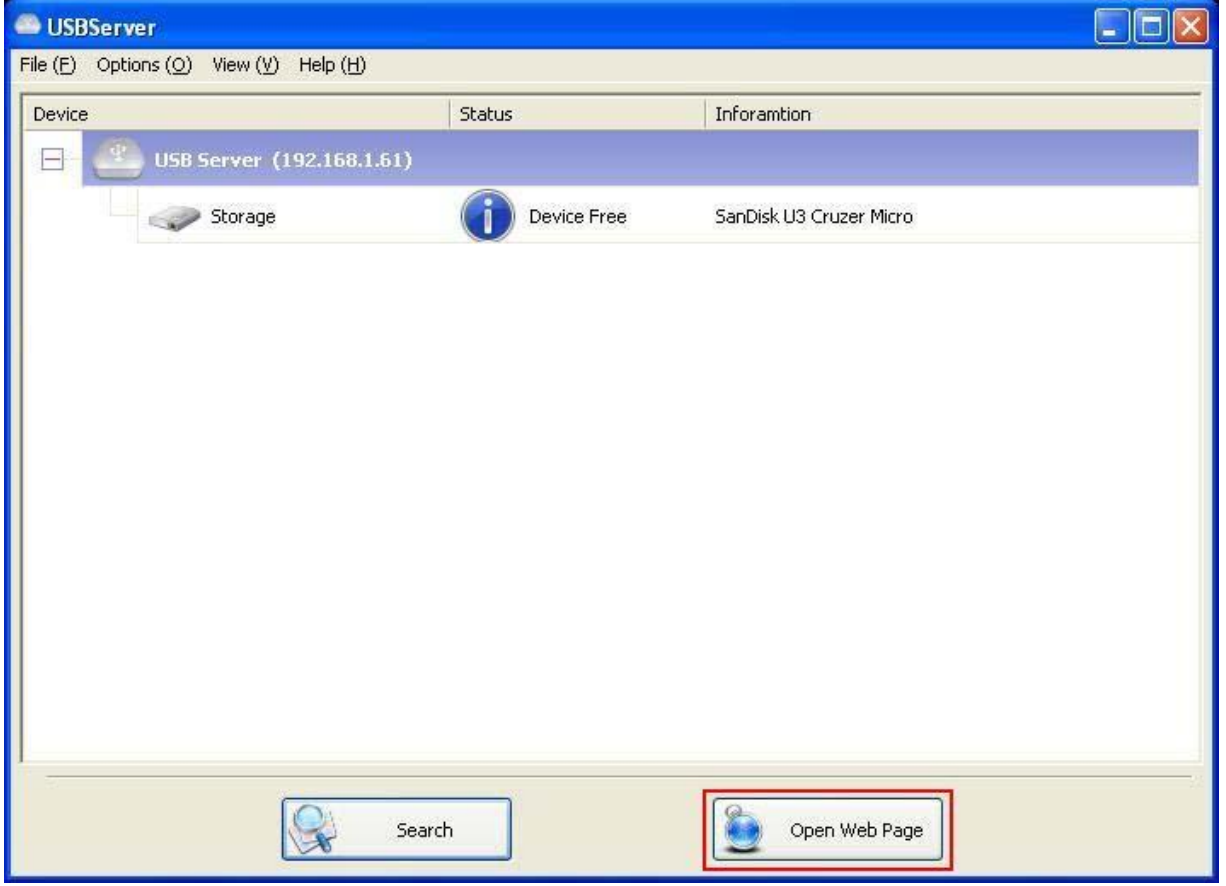 USBServer
File (F) Options (O) View (V) Help (H)
Device Status Inforamtion
USB Server (192.168.1.61)
Storage Device Free SanDisk U3 Cruzer Micro
Search Open Web Page